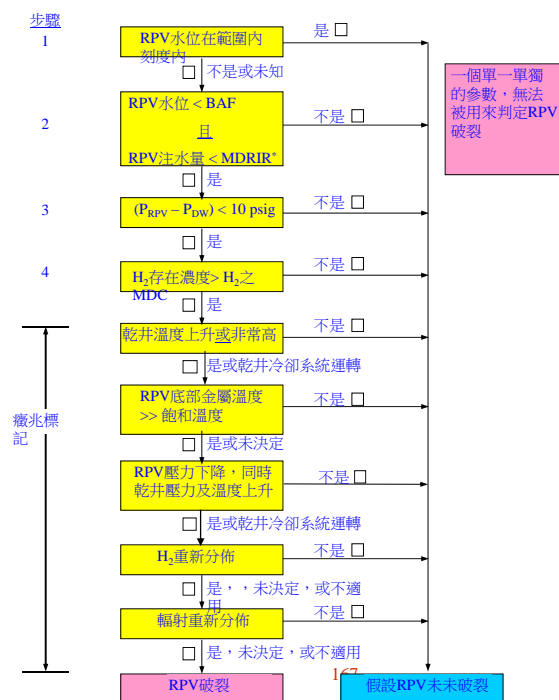 步驟
1
RPV水位在範圍內
刻度內
是
不是或未知
一個單一單獨
的參數，無法
被用來判定RPV
破裂
2
RPV水位 < BAF
且
RPV注水量 < MDRIR*
不是
是
3
(PRPV – PDW) < 10 psig
不是
是
4
H2存在濃度> H2之
MDC
不是
是
癥兆標
記
乾井溫度上升或非常高
不是
是或乾井冷卻系統運轉
RPV底部金屬溫度
>> 飽和溫度
不是
是或未決定
RPV壓力下降，同時
乾井壓力及溫度上升
不是
是或乾井冷卻系統運轉
H2重新分佈
不是
是，，未決定，或不適
用
輻射重新分佈
不是
是，未決定，或不適用
167
RPV破裂
假設RPV未未破裂